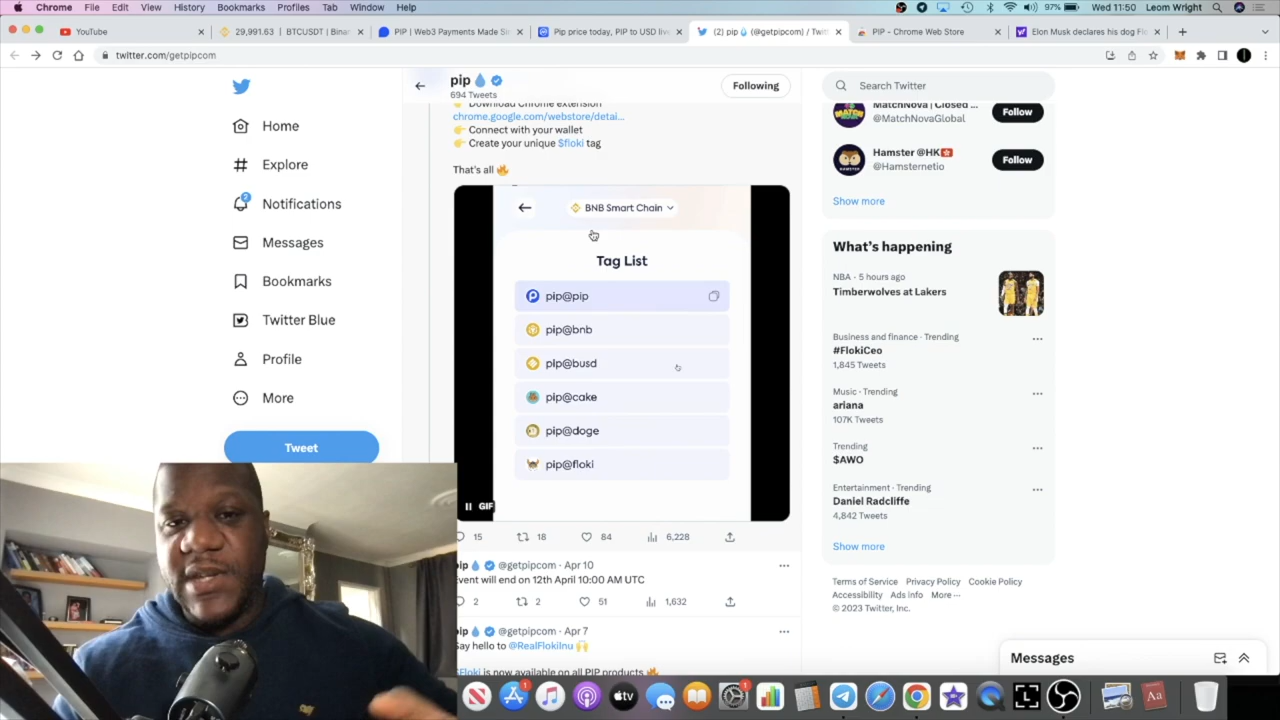 Chrome File Edit View History Bookmarks Profiles Tab Window Help
97% Wed 11:50 Leom Wright
YouTube
29,991.63 | BTCUSDT | Binan
PIP | Web3 Payments Made Sim
Pip price today, PIP to USD live
(2) pip💧 (@getpipcom) / Twit
PIP - Chrome Web Store
Elon Musk declares his dog Flo
twitter.com/getpipcom
pip💧
694 Tweets
Following
Search Twitter
Home
Explore
2
Notifications
Messages
Bookmarks
Twitter Blue
Profile
More
Tweet
👉 Download Chrome extension
chrome.google.com/webstore/detai...
👉 Connect with your wallet
👉 Create your unique $floki tag
That's all 🔥
BNB Smart Chain
Tag List
pip@pip
pip@bnb
pip@busd
pip@cake
pip@doge
pip@floki
GIF
15 18 84 6,228
pip💧 @getpipcom · Apr 10
Event will end on 12th April 10:00 AM UTC
2 2 51 1,632
pip💧 @getpipcom · Apr 7
Say hello to @RealFlokiInu 🙌
$Floki is now available on all PIP products 🔥
MatchNova | Closed ...
@MatchNovaGlobal
Follow
Hamster @HK🇭🇰
@Hamsternetio
Follow
Show more
What's happening
NBA · 5 hours ago
Timberwolves at Lakers
Business and finance · Trending
#FlokiCeo
1,845 Tweets
Music · Trending
ariana
107K Tweets
Trending
$AWO
Entertainment · Trending
Daniel Radcliffe
4,842 Tweets
Show more
Terms of Service Privacy Policy Cookie Policy
Accessibility Ads info More ···
© 2023 Twitter, Inc.
Messages
1
tv
1
L
Aa